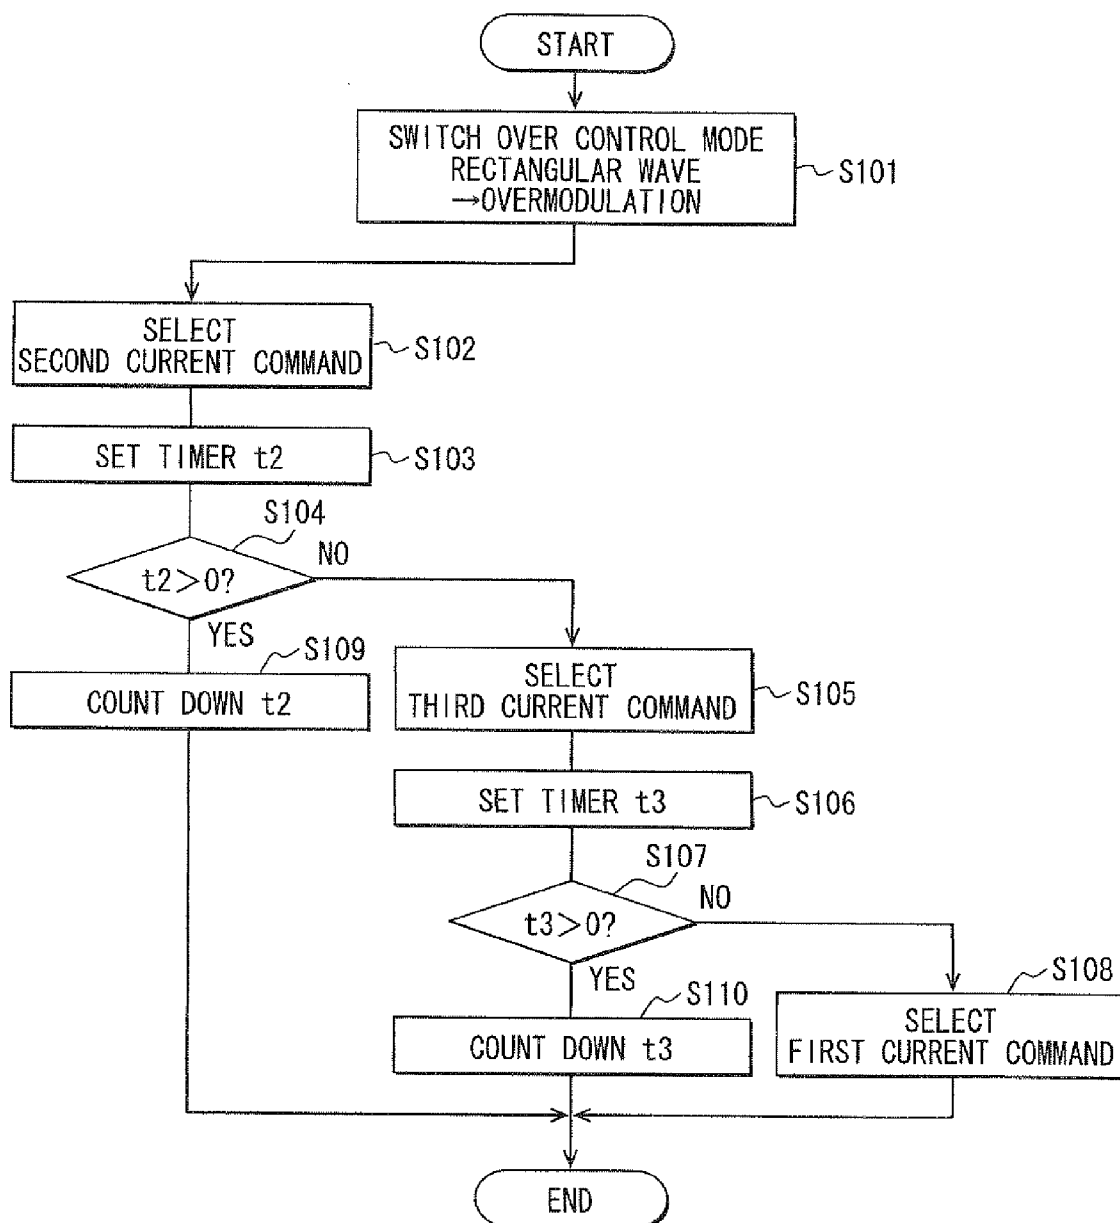 START
SWITCH OVER CONTROL MODE
RECTANGULAR WAVE
→OVERMODULATION
S101
SELECT
SECOND CURRENT COMMAND
S102
SET TIMER t2
S103
S104
t2>0?
NO
YES
S109
COUNT DOWN t2
SELECT
THIRD CURRENT COMMAND
S105
SET TIMER t3
S106
S107
t3>0?
NO
YES
S110
COUNT DOWN t3
S108
SELECT
FIRST CURRENT COMMAND
END